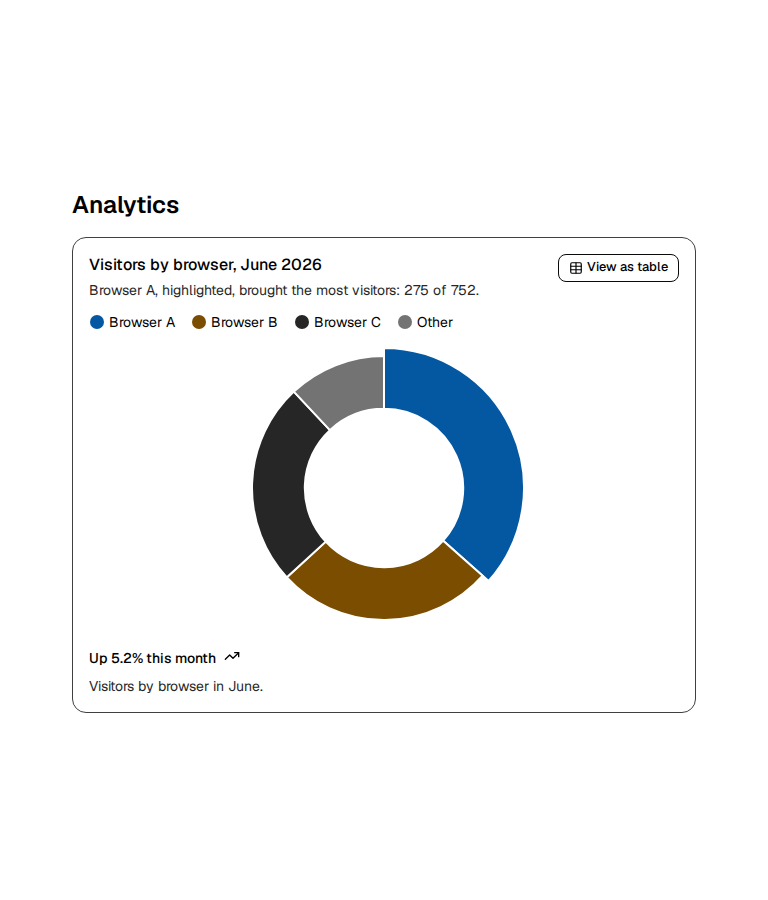 Analytics
Visitors by browser, June 2026
View as table
Browser A, highlighted, brought the most visitors: 275 of 752.
Browser A
Browser B
Browser C
Other
Up 5.2% this month
Visitors by browser in June.